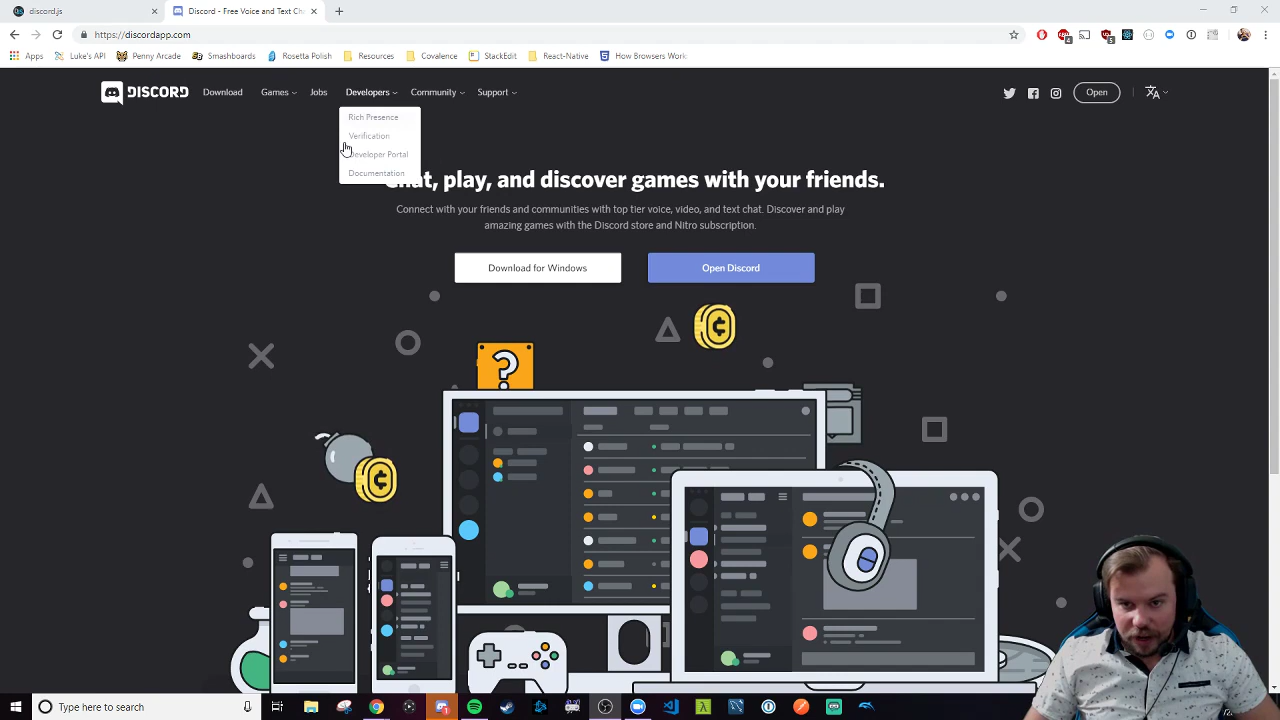 discord.js
Discord - Free Voice and Text Cha
https://discordapp.com
4
5
Apps
Luke's API
Penny Arcade
Smashboards
Rosetta Polish
Resources
Covalence
StackEdit
React-Native
How Browsers Work
DISCORD
Download
Games
Jobs
Developers
Community
Support
Open
Rich Presence
Verification
Developer Portal
Documentation
Chat, play, and discover games with your friends.
Connect with your friends and communities with top tier voice, video, and text chat. Discover and play
amazing games with the Discord store and Nitro subscription.
Download for Windows
Open Discord
?
Type here to search
1